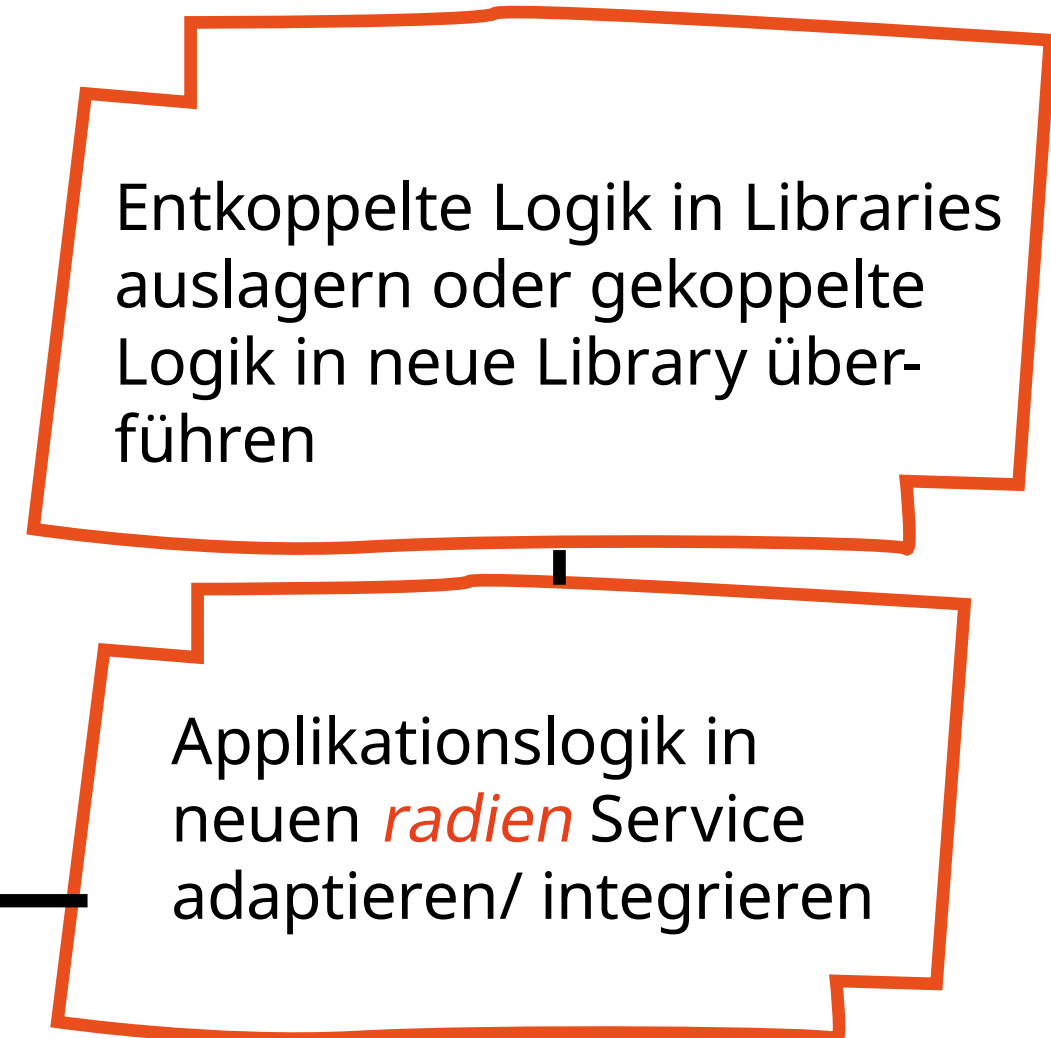 Entkoppelte Logik in Libraries
auslagern oder gekoppelte
Logik in neue Library über-
führen
Applikationslogik in
neuen radien Service
adaptieren/ integrieren